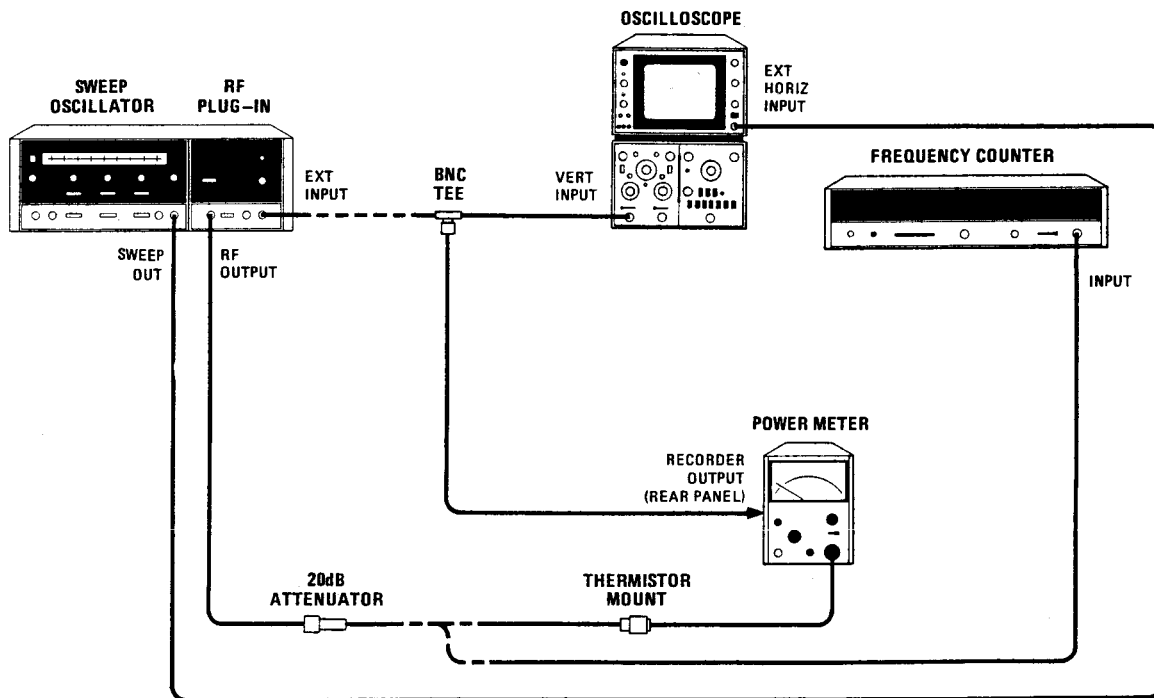 OSCILLOSCOPE
SWEEP
OSCILLATOR
RF
PLUG-IN
EXT
HORIZ
INPUT
FREQUENCY COUNTER
EXT
INPUT
BNC
TEE
VERT
INPUT
SWEEP
OUT
RF
OUTPUT
INPUT
POWER METER
RECORDER
OUTPUT
(REAR PANEL)
20dB
ATTENUATOR
THERMISTOR
MOUNT